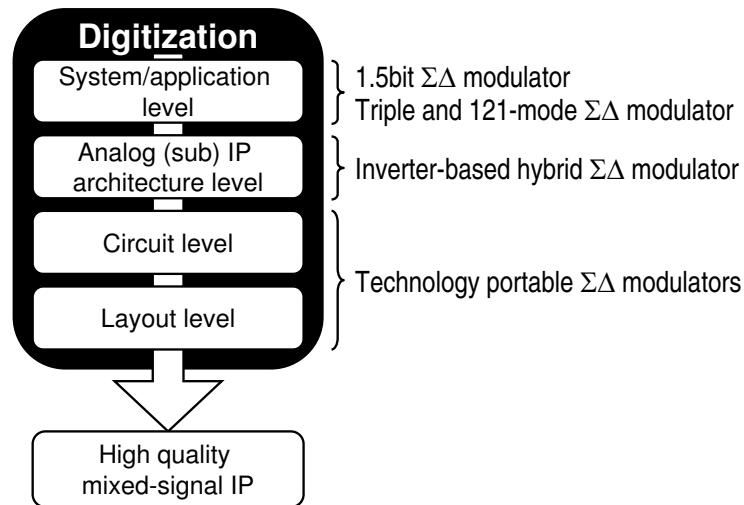 Digitization
System/application
level
1.5bit ΣΔ modulator
Triple and 121-mode ΣΔ modulator
Analog (sub) IP
architecture level
Inverter-based hybrid ΣΔ modulator
Circuit level
Technology portable ΣΔ modulators
Layout level
High quality
mixed-signal IP